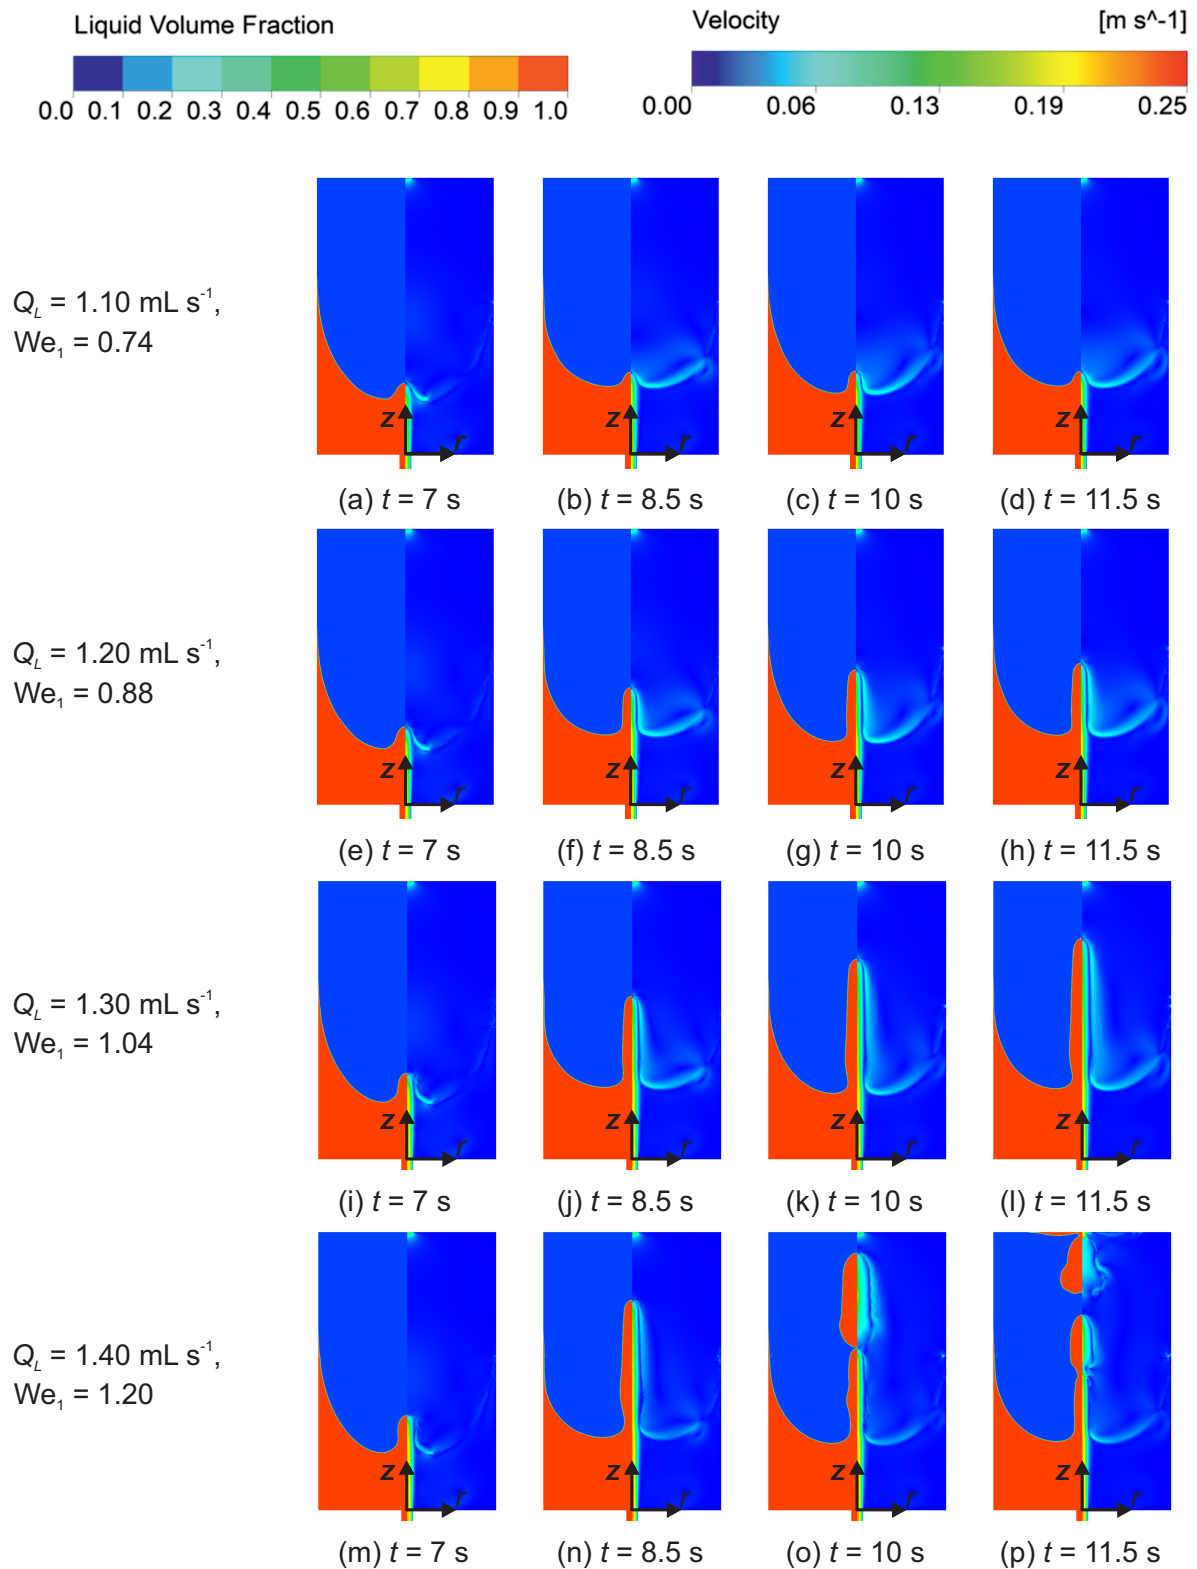 Liquid Volume Fraction
Velocity [m s^-1]
0.0 0.1 0.2 0.3 0.4 0.5 0.6 0.7 0.8 0.9 1.0
0.00 0.06 0.13 0.19 0.25
Q_L = 1.10 mL s⁻¹,
We₁ = 0.74
z r z r z r z r
(a) t = 7 s (b) t = 8.5 s (c) t = 10 s (d) t = 11.5 s
Q_L = 1.20 mL s⁻¹,
We₁ = 0.88
z r z r z r z r
(e) t = 7 s (f) t = 8.5 s (g) t = 10 s (h) t = 11.5 s
Q_L = 1.30 mL s⁻¹,
We₁ = 1.04
z r z r z r z r
(i) t = 7 s (j) t = 8.5 s (k) t = 10 s (l) t = 11.5 s
Q_L = 1.40 mL s⁻¹,
We₁ = 1.20
z r z r z r z r
(m) t = 7 s (n) t = 8.5 s (o) t = 10 s (p) t = 11.5 s